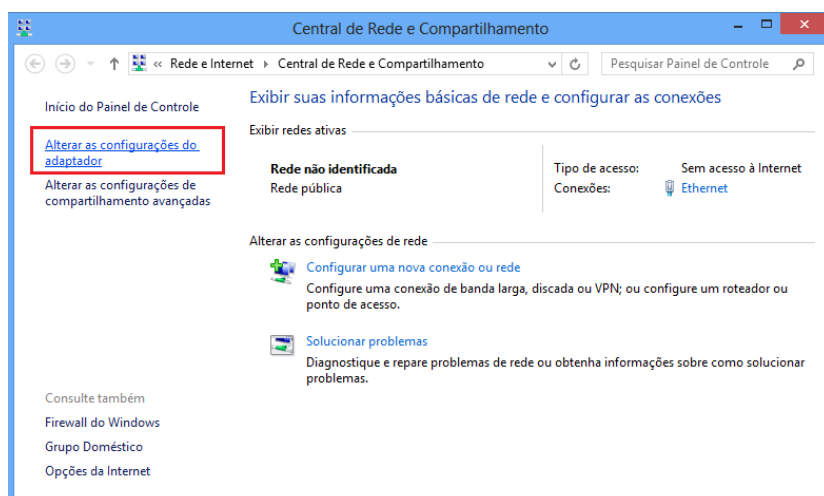 Central de Rede e Compartilhamento
« Rede e Internet Central de Rede e Compartilhamento
Pesquisar Painel de Controle
Início do Painel de Controle
Alterar as configurações do
adaptador
Alterar as configurações de
compartilhamento avançadas
Exibir suas informações básicas de rede e configurar as conexões
Exibir redes ativas
Rede não identificada
Rede pública
Tipo de acesso: Sem acesso à Internet
Conexões: Ethernet
Alterar as configurações de rede
Configurar uma nova conexão ou rede
Configure uma conexão de banda larga, discada ou VPN; ou configure um roteador ou
ponto de acesso.
Solucionar problemas
Diagnostique e repare problemas de rede ou obtenha informações sobre como solucionar
problemas.
Consulte também
Firewall do Windows
Grupo Doméstico
Opções da Internet